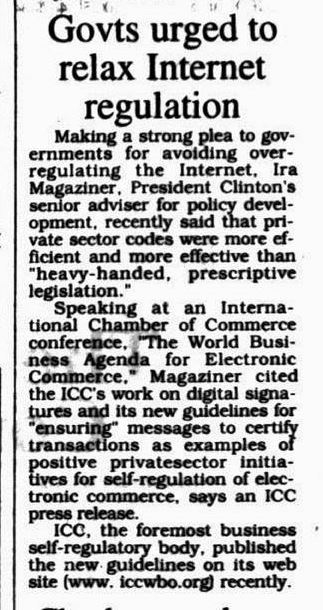 Govts urged to
relax Internet
regulation
Making a strong plea to gov-
ernments for avoiding over-
regulating the Internet, Ira
Magaziner, President Clinton's
senior adviser for policy devel-
opment, recently said that pri-
vate sector codes were more ef-
ficient and more effective than
"heavy-handed, prescriptive
legislation."
Speaking at an Interna-
tional Chamber of Commerce
conference, "The World Busi-
ness Agenda for Electronic
Commerce," Magaziner cited
the ICC's work on digital signa-
tures and its new guidelines for
"ensuring" messages to certify
transactions as examples of
positive privatesector initia-
tives for self-regulation of elec-
tronic commerce, says an ICC
press release.
ICC, the foremost business
self-regulatory body, published
the new guidelines on its web
site (www. iccwbo.org) recently.